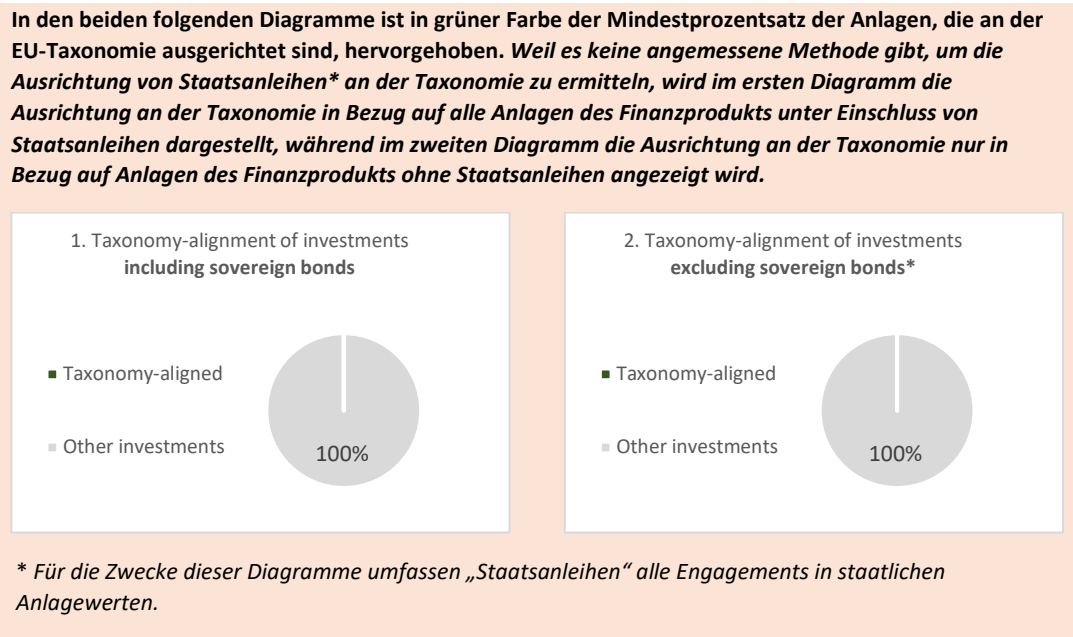 In den beiden folgenden Diagramme ist in grüner Farbe der Mindestprozentsatz der Anlagen, die an der
EU-Taxonomie ausgerichtet sind, hervorgehoben. Weil es keine angemessene Methode gibt, um die
Ausrichtung von Staatsanleihen* an der Taxonomie zu ermitteln, wird im ersten Diagramm die
Ausrichtung an der Taxonomie in Bezug auf alle Anlagen des Finanzprodukts unter Einschluss von
Staatsanleihen dargestellt, während im zweiten Diagramm die Ausrichtung an der Taxonomie nur in
Bezug auf Anlagen des Finanzprodukts ohne Staatsanleihen angezeigt wird.
1. Taxonomy-alignment of investments
including sovereign bonds
Taxonomy-aligned
Other investments
100%
2. Taxonomy-alignment of investments
excluding sovereign bonds*
Taxonomy-aligned
Other investments
100%
* Für die Zwecke dieser Diagramme umfassen „Staatsanleihen“ alle Engagements in staatlichen
Anlagewerten.